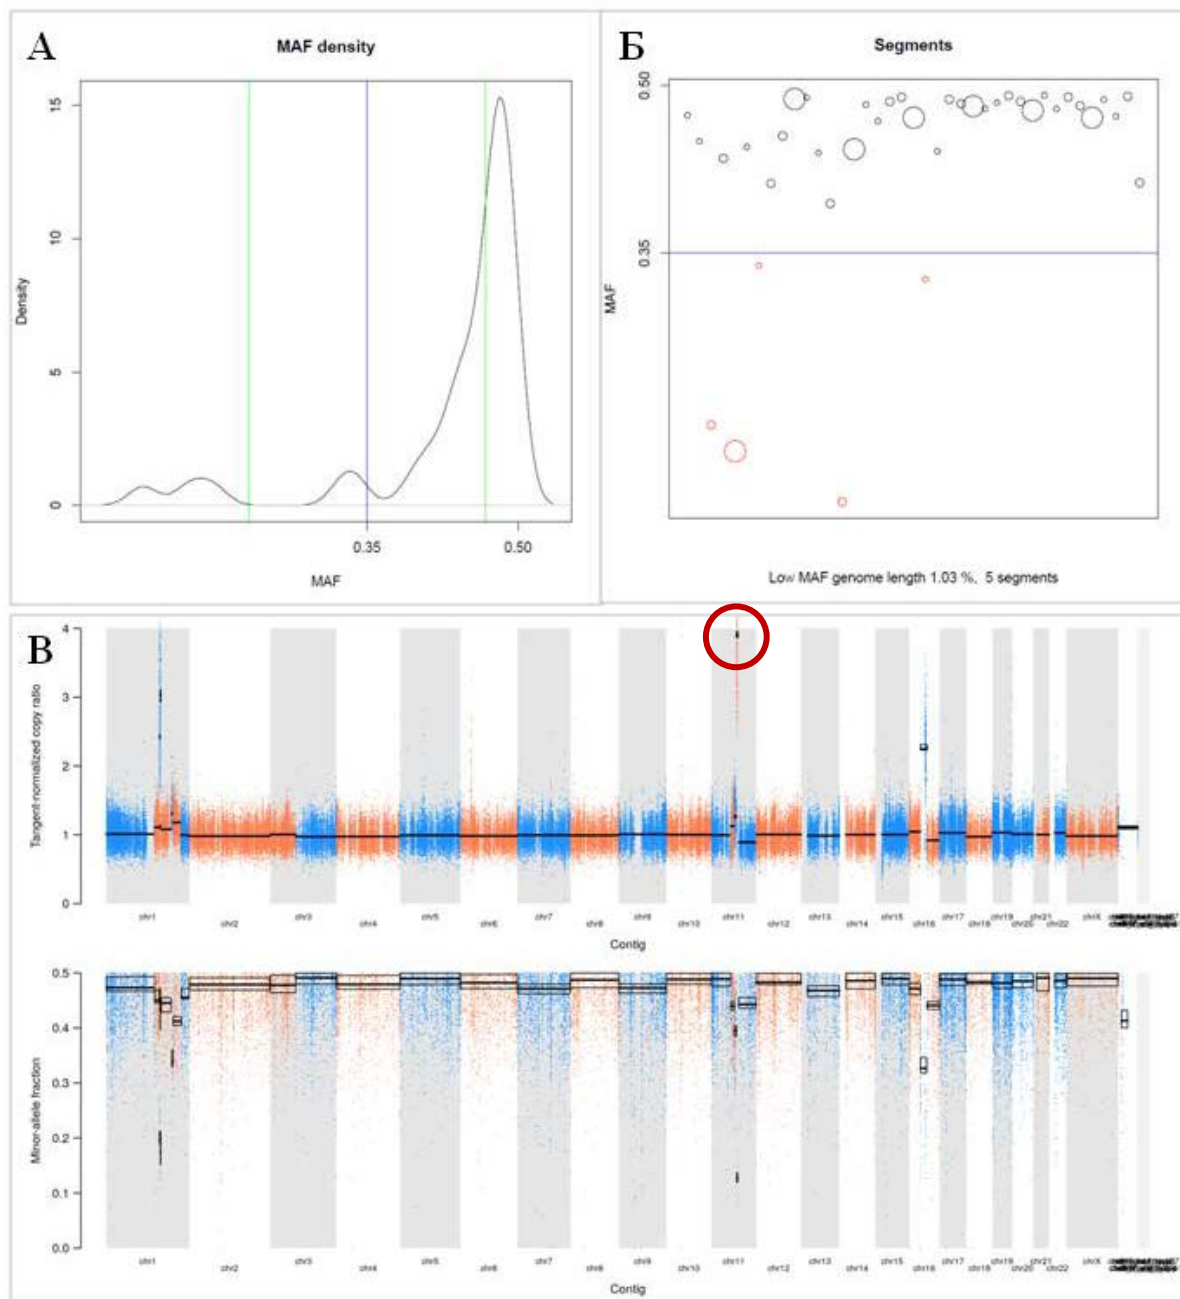 А
MAF density
Density
15
10
5
0
0.35
0.50
MAF
Б
Segments
MAF
0.50
0.35
Low MAF genome length 1.03 %, 5 segments
В
Tangent-normalized copy ratio
4
3
2
1
0
chr1 chr2 chr3 chr4 chr5 chr6 chr7 chr8 chr9 chr10 chr11 chr12 chr13 chr14 chr15 chr16 chr17 chr18 chr19 chr20 chr21 chr22 chrX
Contig
Minor-allele fraction
0.5
0.4
0.3
0.2
0.1
0.0
chr1 chr2 chr3 chr4 chr5 chr6 chr7 chr8 chr9 chr10 chr11 chr12 chr13 chr14 chr15 chr16 chr17 chr18 chr19 chr20 chr21 chr22 chrX
Contig